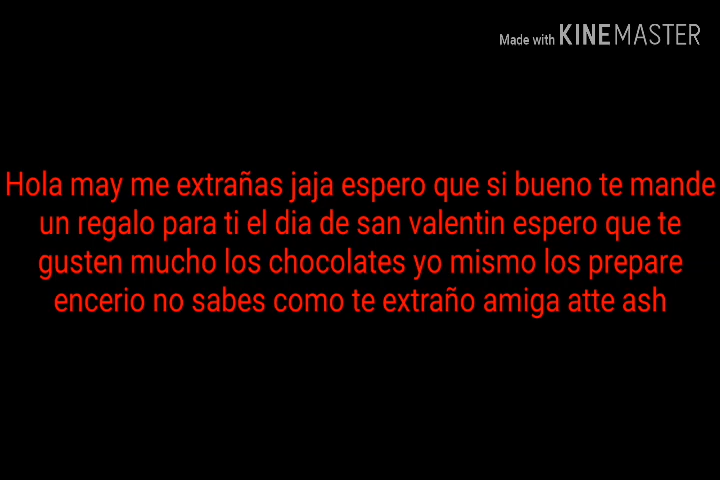 Made with KINEMASTER
Hola may me extrañas jaja espero que si bueno te mande
un regalo para ti el dia de san valentin espero que te
gusten mucho los chocolates yo mismo los prepare
encerio no sabes como te extraño amiga atte ash